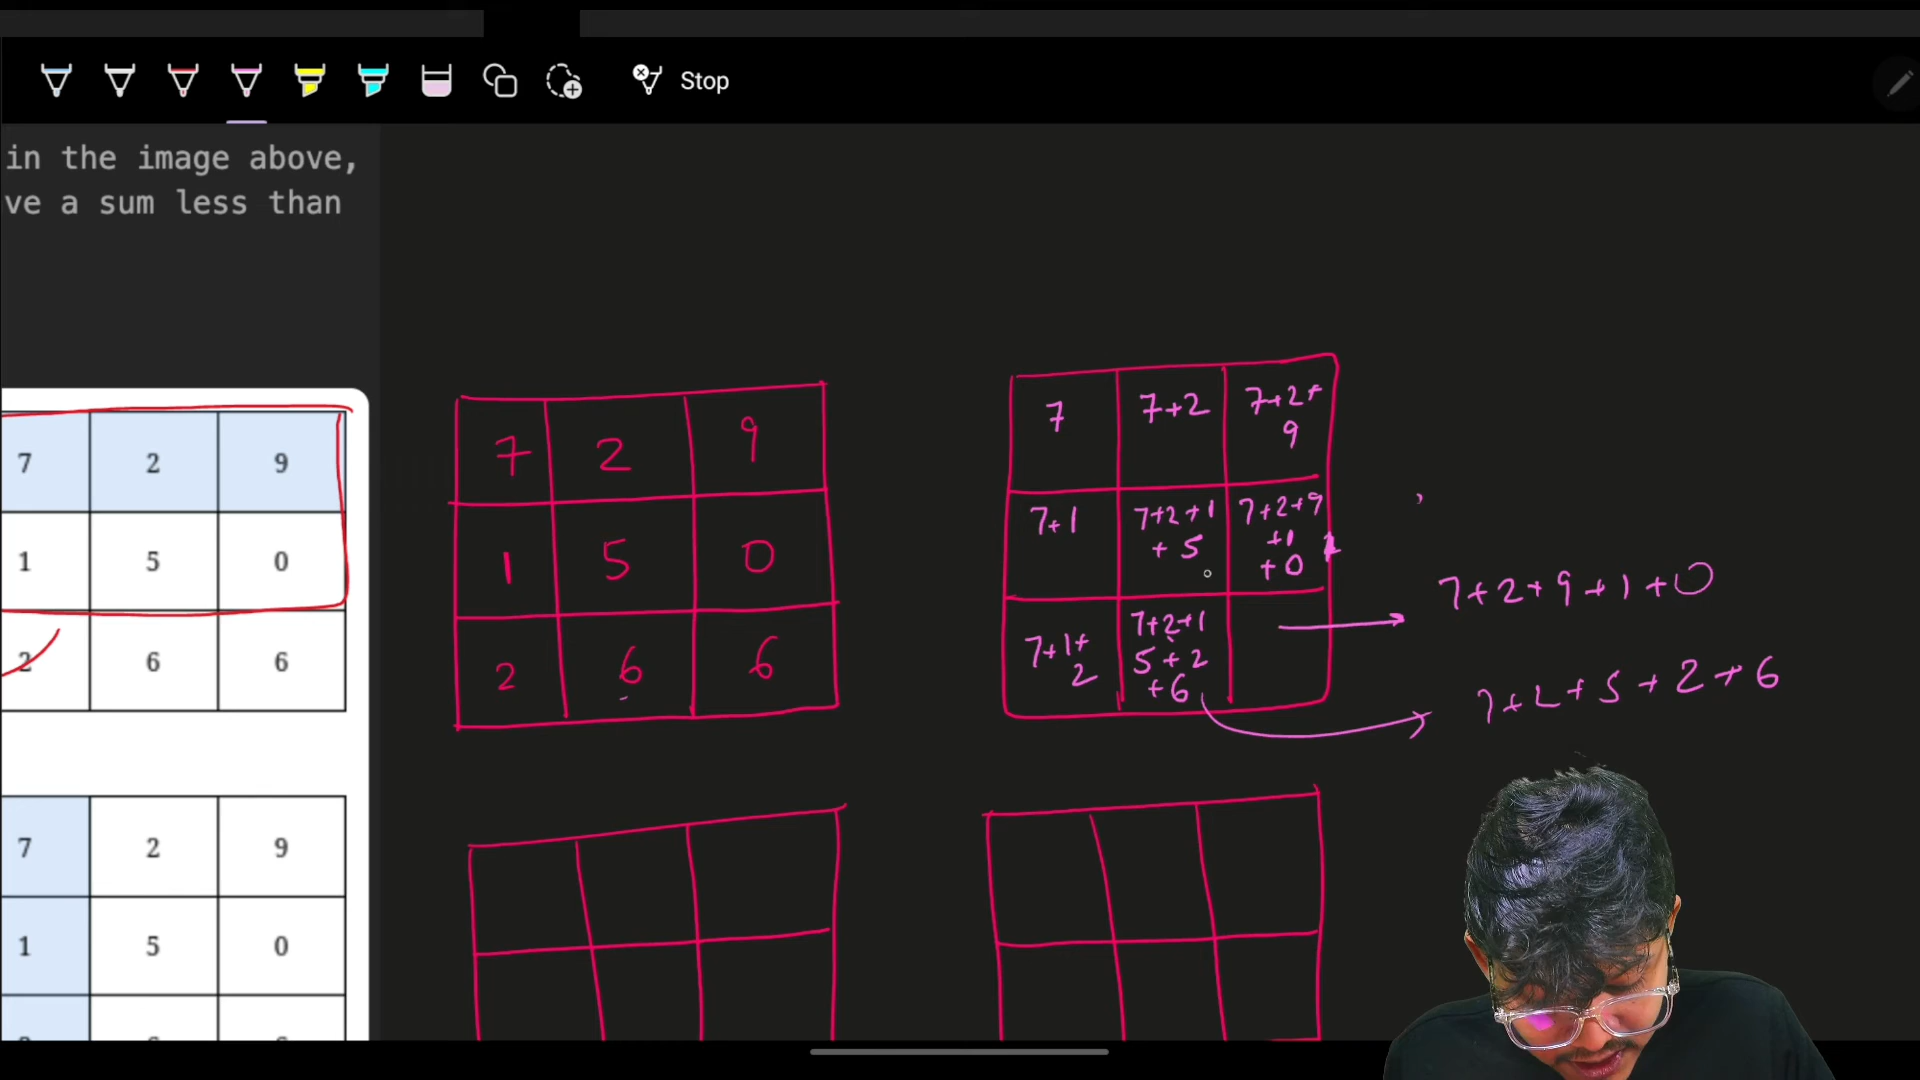 Stop
in the image above,
ve a sum less than
7 2 9
1 5 0
2 6 6
7 2 9
1 5 0
7 2 9
1 5 0
2 6 6
7 7+2 7+2+
9
7+1 7+2+1 7+2+9
+5 +1
+0
7+1+ 7+2+1
2 5+2
+6
7+2+9+1+0
7+2+5+2+6